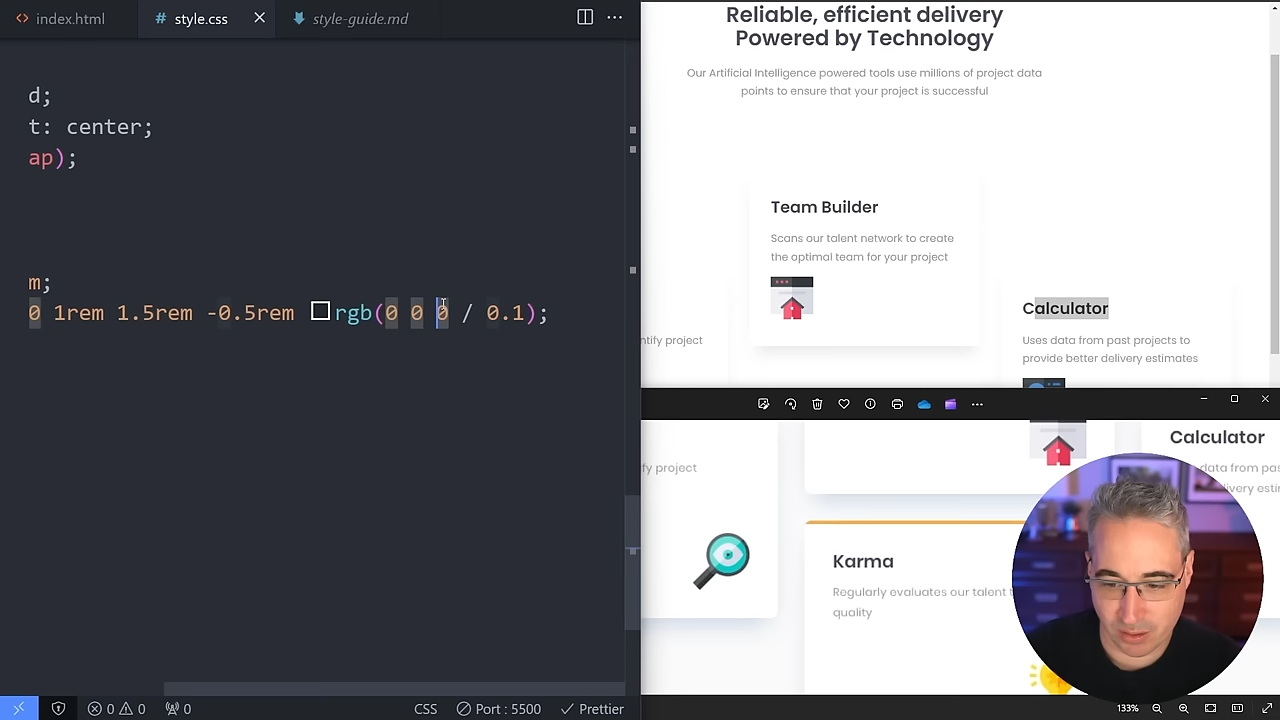 index.html
style.css
style-guide.md
d;
t: center;
ap);
m;
0 1rem 1.5rem -0.5rem rgb(0 0 0 / 0.1);
0 0
0
CSS
Port : 5500
Prettier
Reliable, efficient delivery
Powered by Technology
Our Artificial Intelligence powered tools use millions of project data
points to ensure that your project is successful
Team Builder
Scans our talent network to create
the optimal team for your project
ntify project
Calculator
Uses data from past projects to
provide better delivery estimates
fy project
Calculator
data from pas
livery esti
Karma
Regularly evaluates our talent t
quality
133%